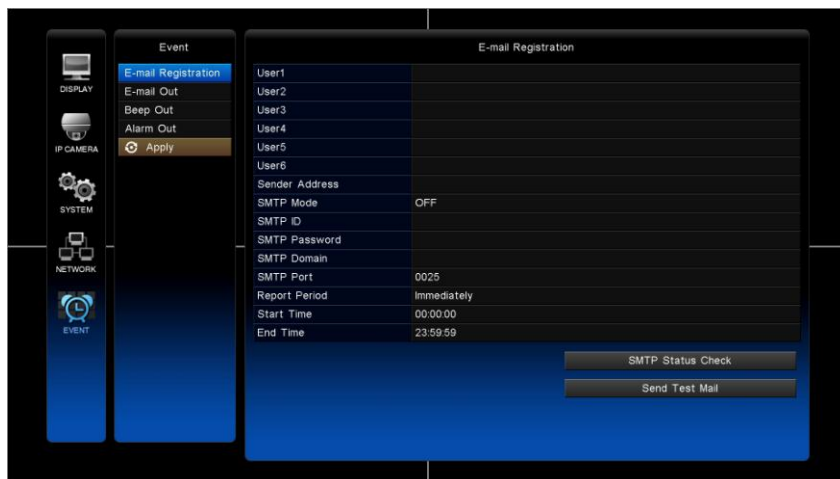 DISPLAY
IP CAMERA
SYSTEM
NETWORK
EVENT
Event
E-mail Registration
E-mail Out
Beep Out
Alarm Out
Apply
E-mail Registration
User1
User2
User3
User4
User5
User6
Sender Address
SMTP Mode OFF
SMTP ID
SMTP Password
SMTP Domain
SMTP Port 0025
Report Period Immediately
Start Time 00:00:00
End Time 23:59:59
SMTP Status Check
Send Test Mail